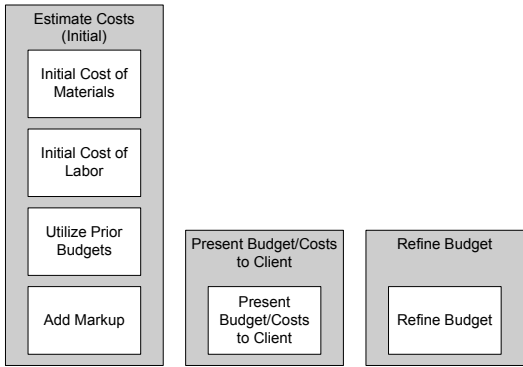 Estimate Costs
(Initial)
Initial Cost of
Materials
Initial Cost of
Labor
Utilize Prior
Budgets
Add Markup
Present Budget/Costs
to Client
Present
Budget/Costs
to Client
Refine Budget
Refine Budget